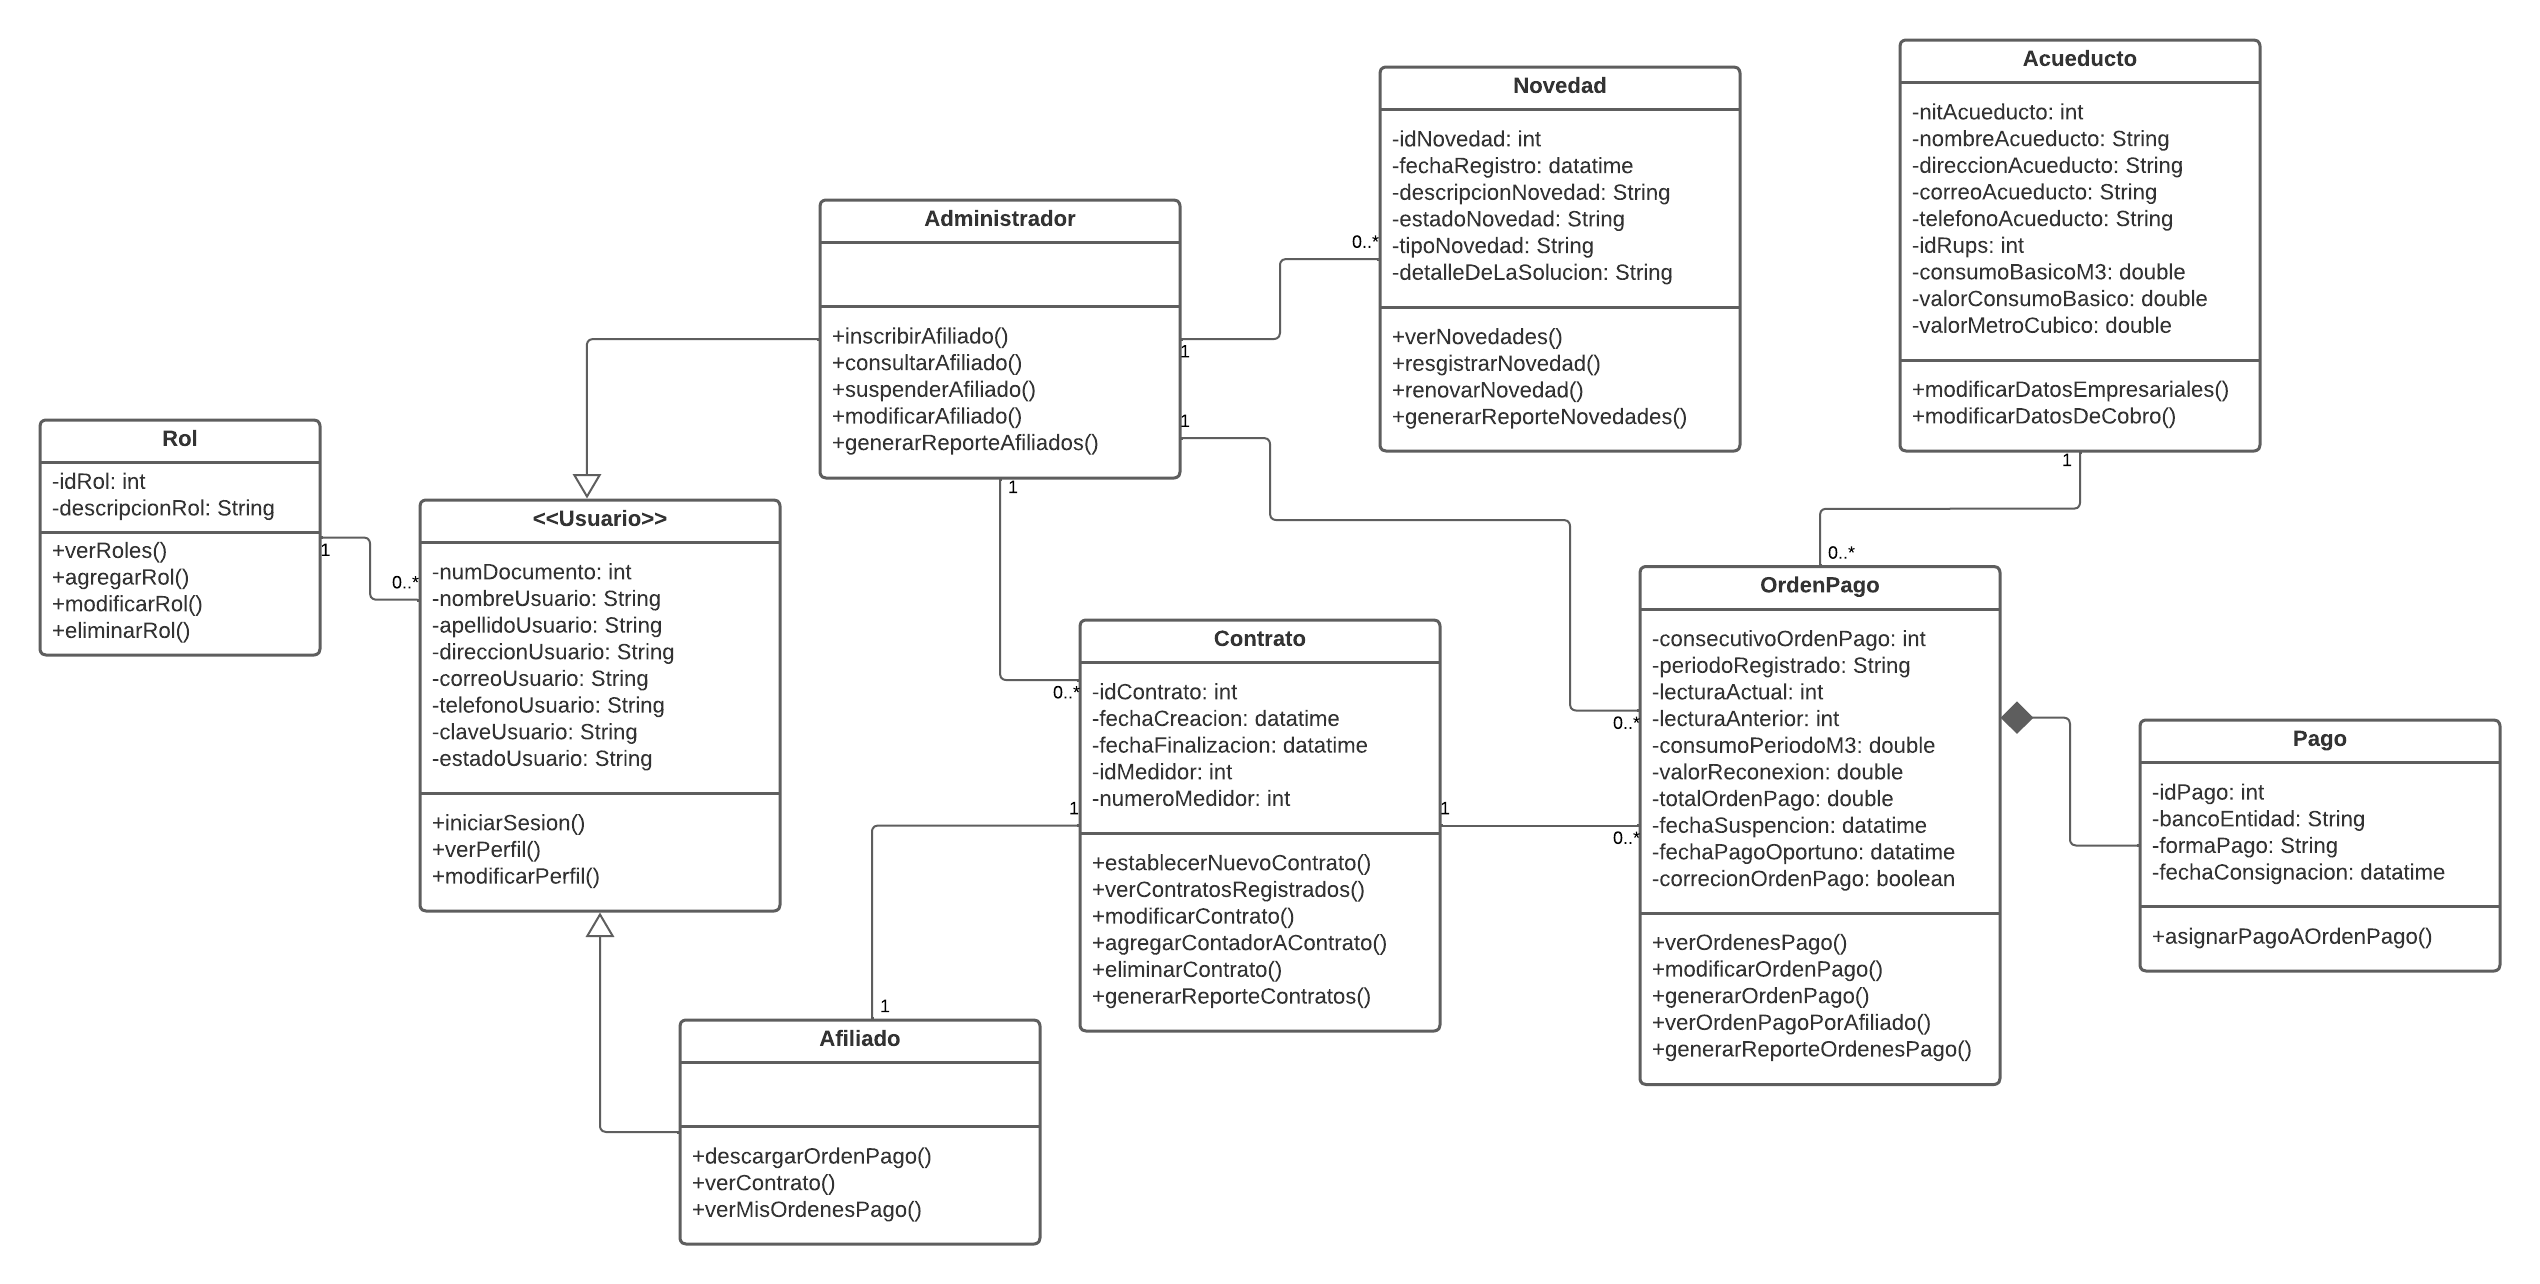 Acueducto
-nitAcueducto: int
-nombreAcueducto: String
-direccionAcueducto: String
-correoAcueducto: String
-telefonoAcueducto: String
-idRups: int
-consumoBasicoM3: double
-valorConsumoBasico: double
-valorMetroCubico: double
+modificarDatosEmpresariales()
+modificarDatosDeCobro()
1
0..*
Novedad
-idNovedad: int
-fechaRegistro: datatime
-descripcionNovedad: String
-estadoNovedad: String
-tipoNovedad: String
-detalleDeLaSolucion: String
+verNovedades()
+resgistrarNovedad()
+renovarNovedad()
+generarReporteNovedades()
0..*
1
Administrador
+inscribirAfiliado()
+consultarAfiliado()
+suspenderAfiliado()
+modificarAfiliado()
+generarReporteAfiliados()
1
1
Rol
-idRol: int
-descripcionRol: String
+verRoles()
+agregarRol()
+modificarRol()
+eliminarRol()
1
0..*
<<Usuario>>
-numDocumento: int
-nombreUsuario: String
-apellidoUsuario: String
-direccionUsuario: String
-correoUsuario: String
-telefonoUsuario: String
-claveUsuario: String
-estadoUsuario: String
+iniciarSesion()
+verPerfil()
+modificarPerfil()
Contrato
-idContrato: int
-fechaCreacion: datatime
-fechaFinalizacion: datatime
-idMedidor: int
-numeroMedidor: int
+establecerNuevoContrato()
+verContratosRegistrados()
+modificarContrato()
+agregarContadorAContrato()
+eliminarContrato()
+generarReporteContratos()
0..*
1
1
OrdenPago
-consecutivoOrdenPago: int
-periodoRegistrado: String
-lecturaActual: int
-lecturaAnterior: int
-consumoPeriodoM3: double
-valorReconexion: double
-totalOrdenPago: double
-fechaSuspencion: datatime
-fechaPagoOportuno: datatime
-correcionOrdenPago: boolean
+verOrdenesPago()
+modificarOrdenPago()
+generarOrdenPago()
+verOrdenPagoPorAfiliado()
+generarReporteOrdenesPago()
0..*
0..*
Pago
-idPago: int
-bancoEntidad: String
-formaPago: String
-fechaConsignacion: datatime
+asignarPagoAOrdenPago()
1
Afiliado
+descargarOrdenPago()
+verContrato()
+verMisOrdenesPago()